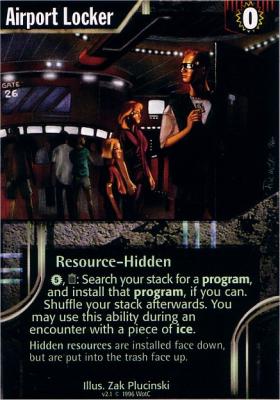 Airport Locker
0
GATE
26
Resource-Hidden
6, : Search your stack for a program,
and install that program, if you can.
Shuffle your stack afterwards. You
may use this ability during an
encounter with a piece of ice.
Hidden resources are installed face down,
but are put into the trash face up.
Illus. Zak Plucinski
v2.1 © 1996 WotC